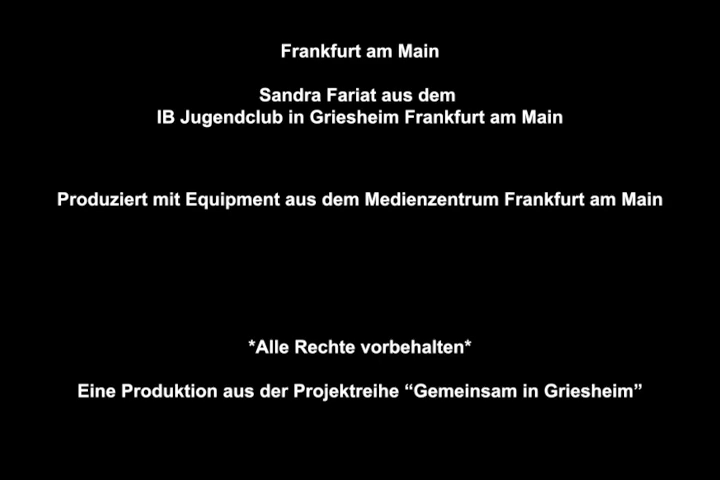 Frankfurt am Main
Sandra Fariat aus dem
IB Jugendclub in Griesheim Frankfurt am Main
Produziert mit Equipment aus dem Medienzentrum Frankfurt am Main
*Alle Rechte vorbehalten*
Eine Produktion aus der Projektreihe “Gemeinsam in Griesheim”